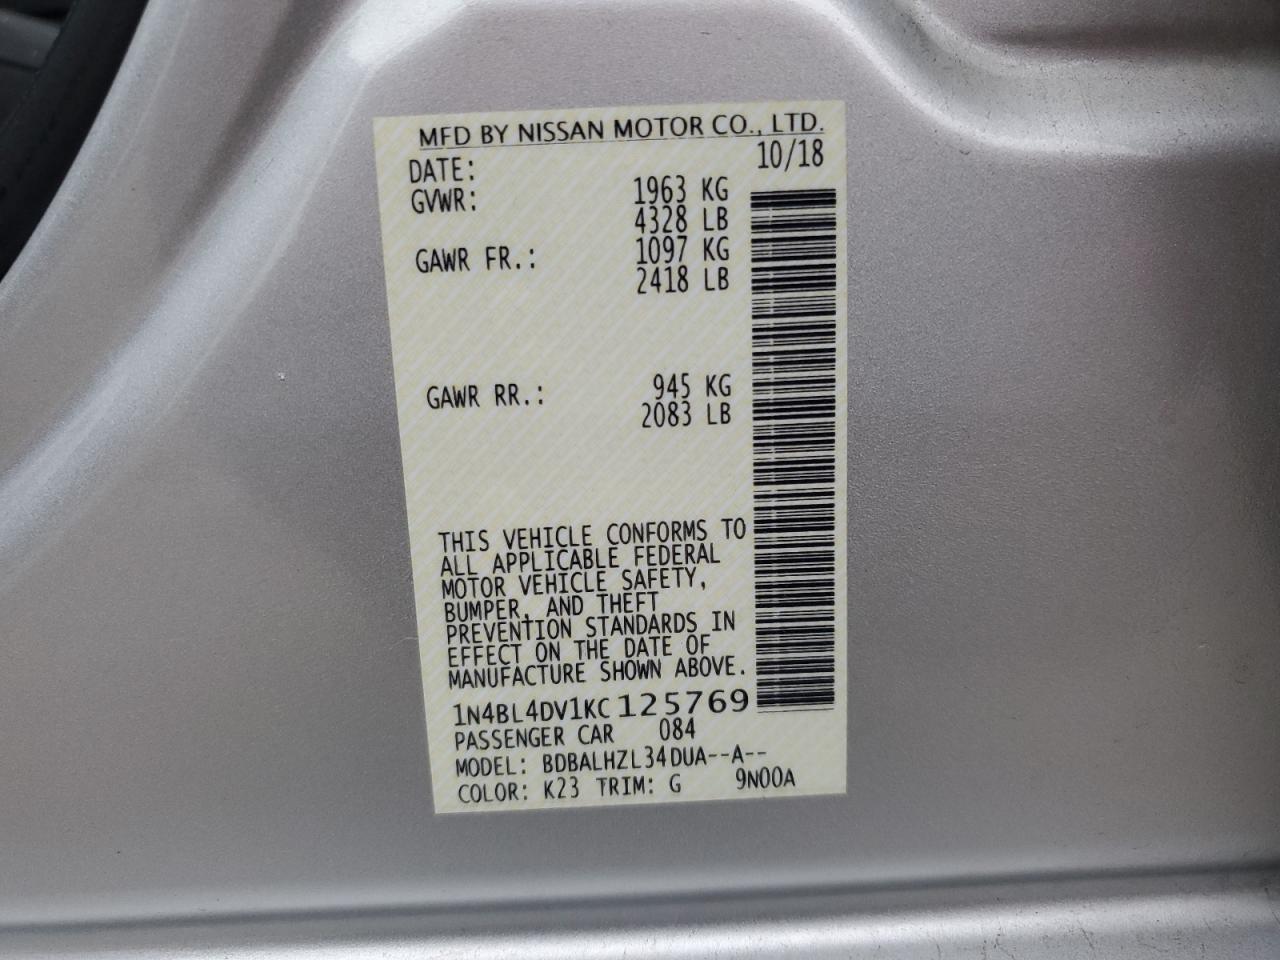 MFD BY NISSAN MOTOR CO., LTD.
DATE: 10/18
GVWR: 1963 KG
4328 LB
GAWR FR.: 1097 KG
2418 LB
GAWR RR.: 945 KG
2083 LB
THIS VEHICLE CONFORMS TO
ALL APPLICABLE FEDERAL
MOTOR VEHICLE SAFETY,
BUMPER, AND THEFT
PREVENTION STANDARDS IN
EFFECT ON THE DATE OF
MANUFACTURE SHOWN ABOVE.
1N4BL4DV1KC125769
PASSENGER CAR 084
MODEL: BDBALHZL34DUA--A--
COLOR: K23 TRIM: G 9N00A